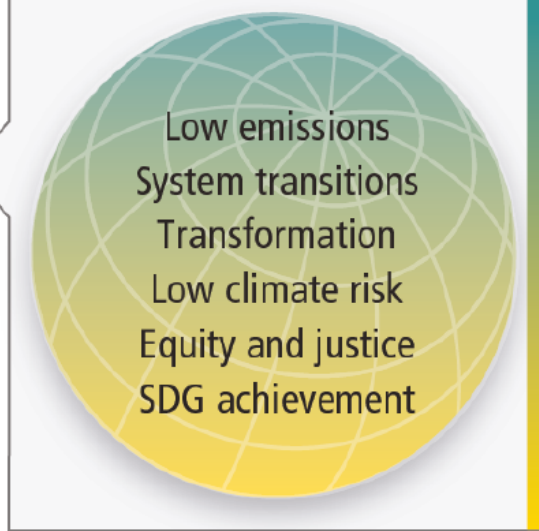 Low emissions
System transitions
Transformation
Low climate risk
Equity and justice
SDG achievement